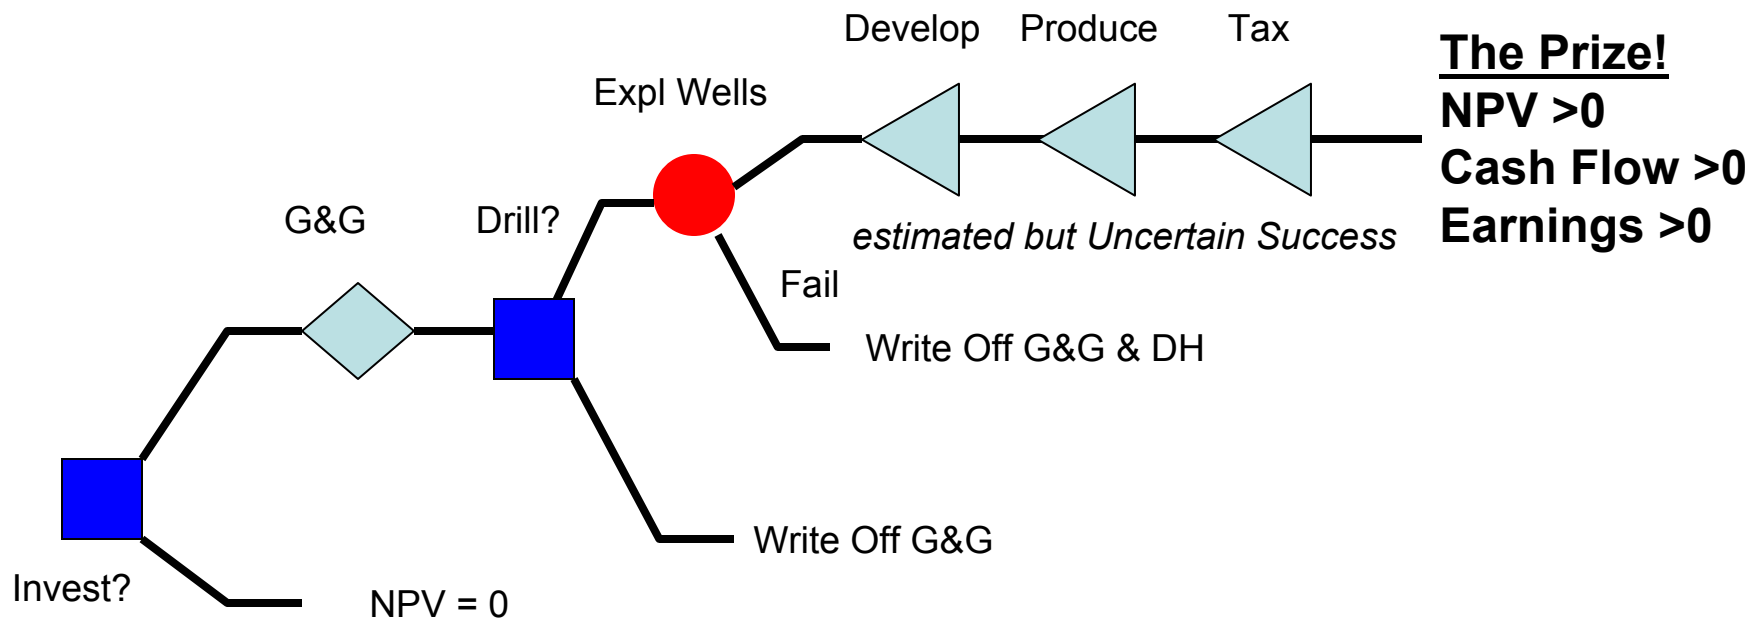 Develop Produce Tax
The Prize!
NPV >0
Cash Flow >0
Earnings >0
Expl Wells
estimated but Uncertain Success
G&G
Drill?
Fail
Write Off G&G & DH
Write Off G&G
Invest?
NPV = 0